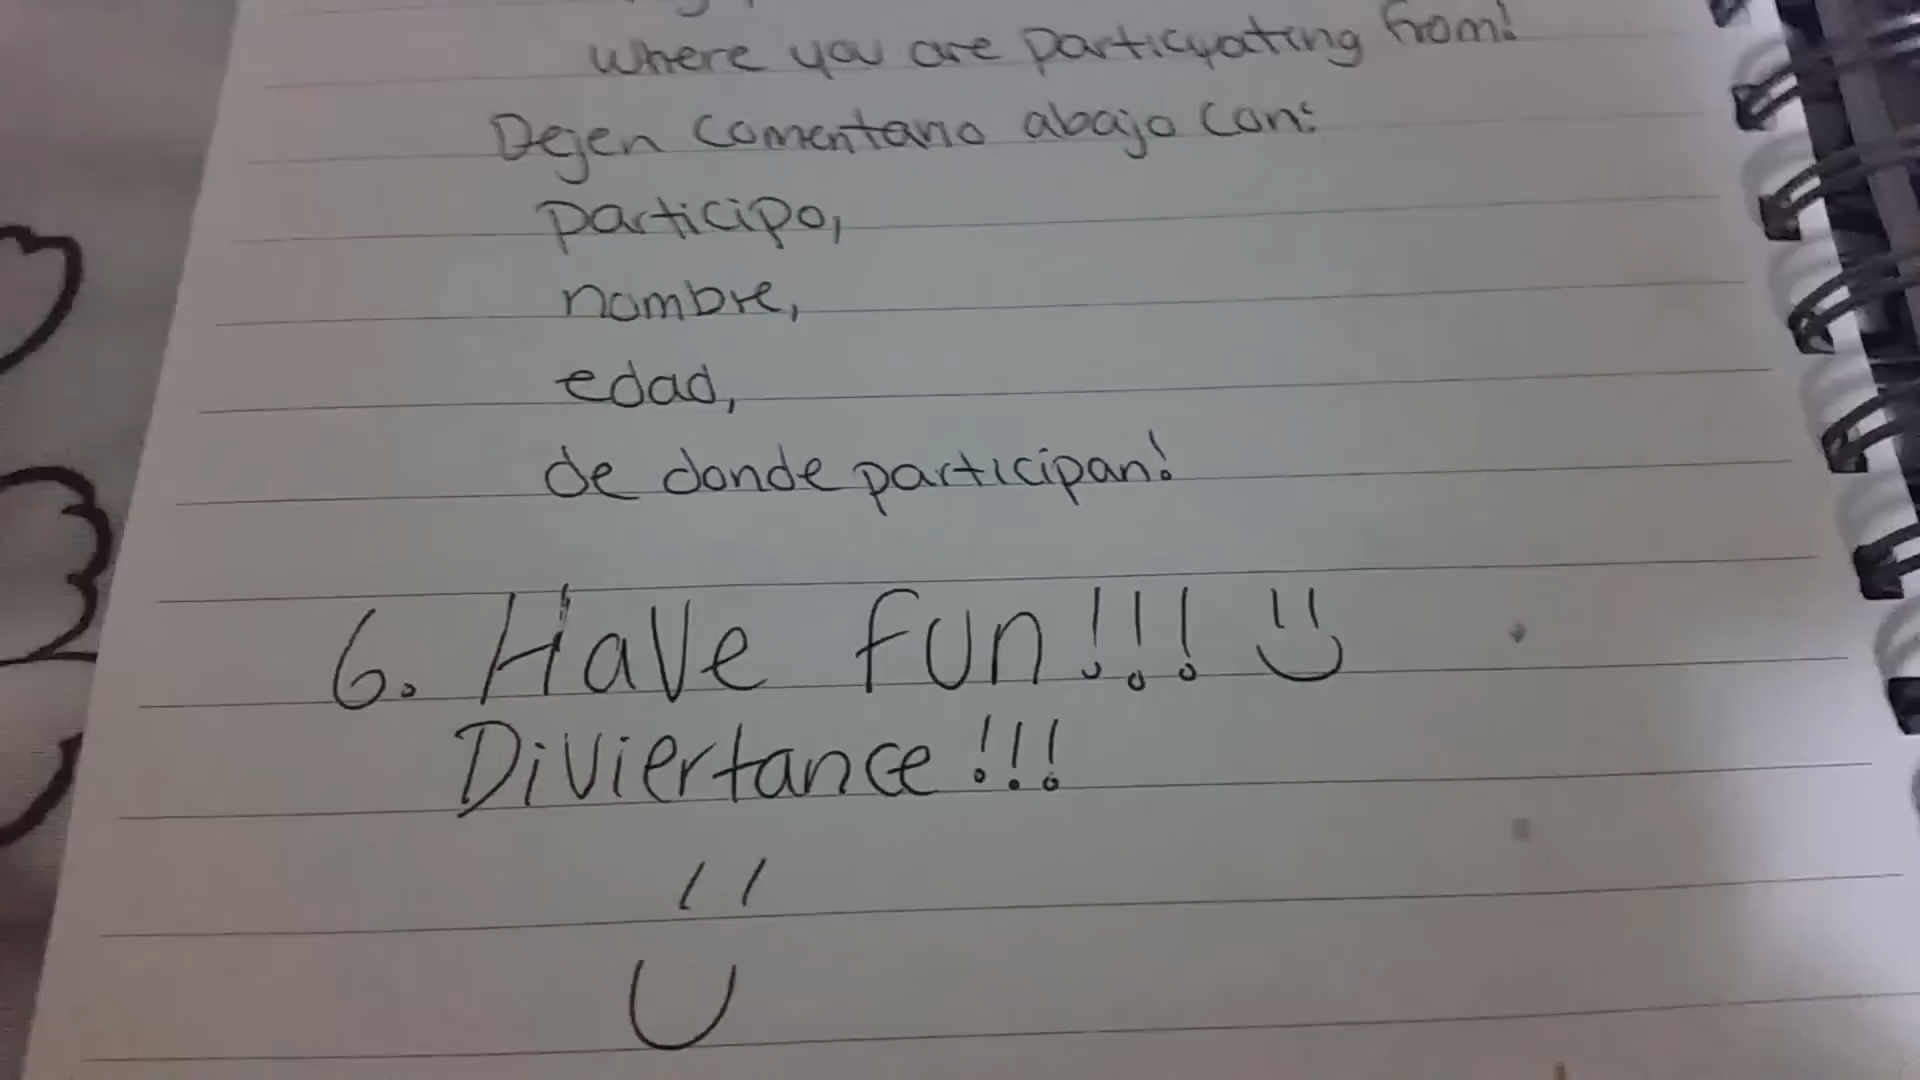 where you are participating from!
Dejen comentario abajo con:
participo,
nombre,
edad,
de donde participan!
6. Have fun!!!
Diviertance!!!